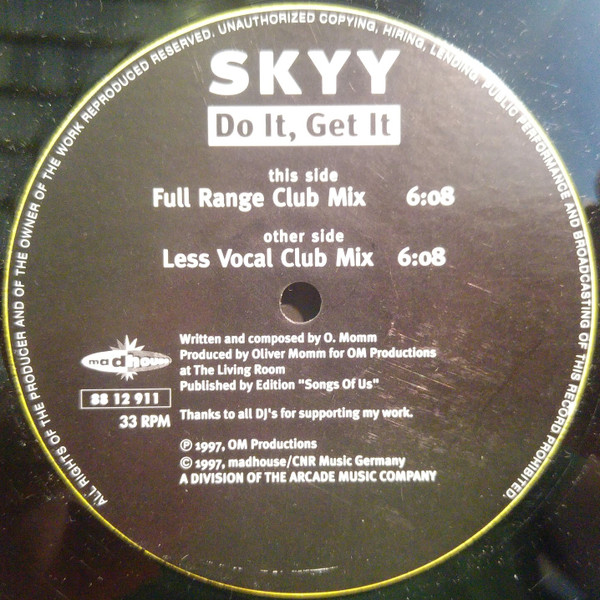 ALL RIGHTS OF THE PRODUCER AND OF THE OWNER OF THE WORK REPRODUCED RESERVED. UNAUTHORIZED COPYING, HIRING, LENDING, PUBLIC PERFORMANCE AND BROADCASTING OF THIS RECORD PROHIBITED.
SKYY
Do It, Get It
this side
Full Range Club Mix 6:08
other side
Less Vocal Club Mix 6:08
Written and composed by O. Momm
Produced by Oliver Momm for OM Productions
at The Living Room
Published by Edition "Songs Of Us"
madhouse
88 12 911
33 RPM
Thanks to all DJ's for supporting my work.
℗ 1997, OM Productions
© 1997, madhouse/CNR Music Germany
A DIVISION OF THE ARCADE MUSIC COMPANY